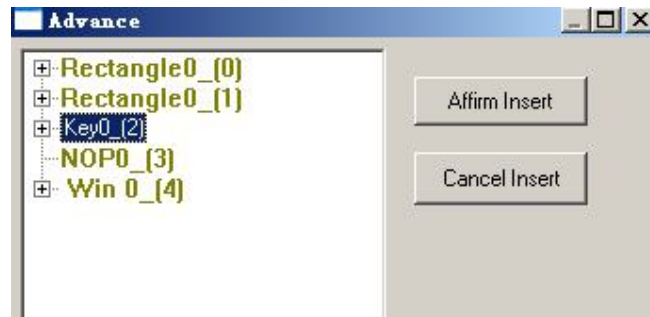 Advance
Rectangle0_(0)
Rectangle0_(1)
Key0_(2)
NOP0_(3)
Win 0_(4)
Affirm Insert
Cancel Insert